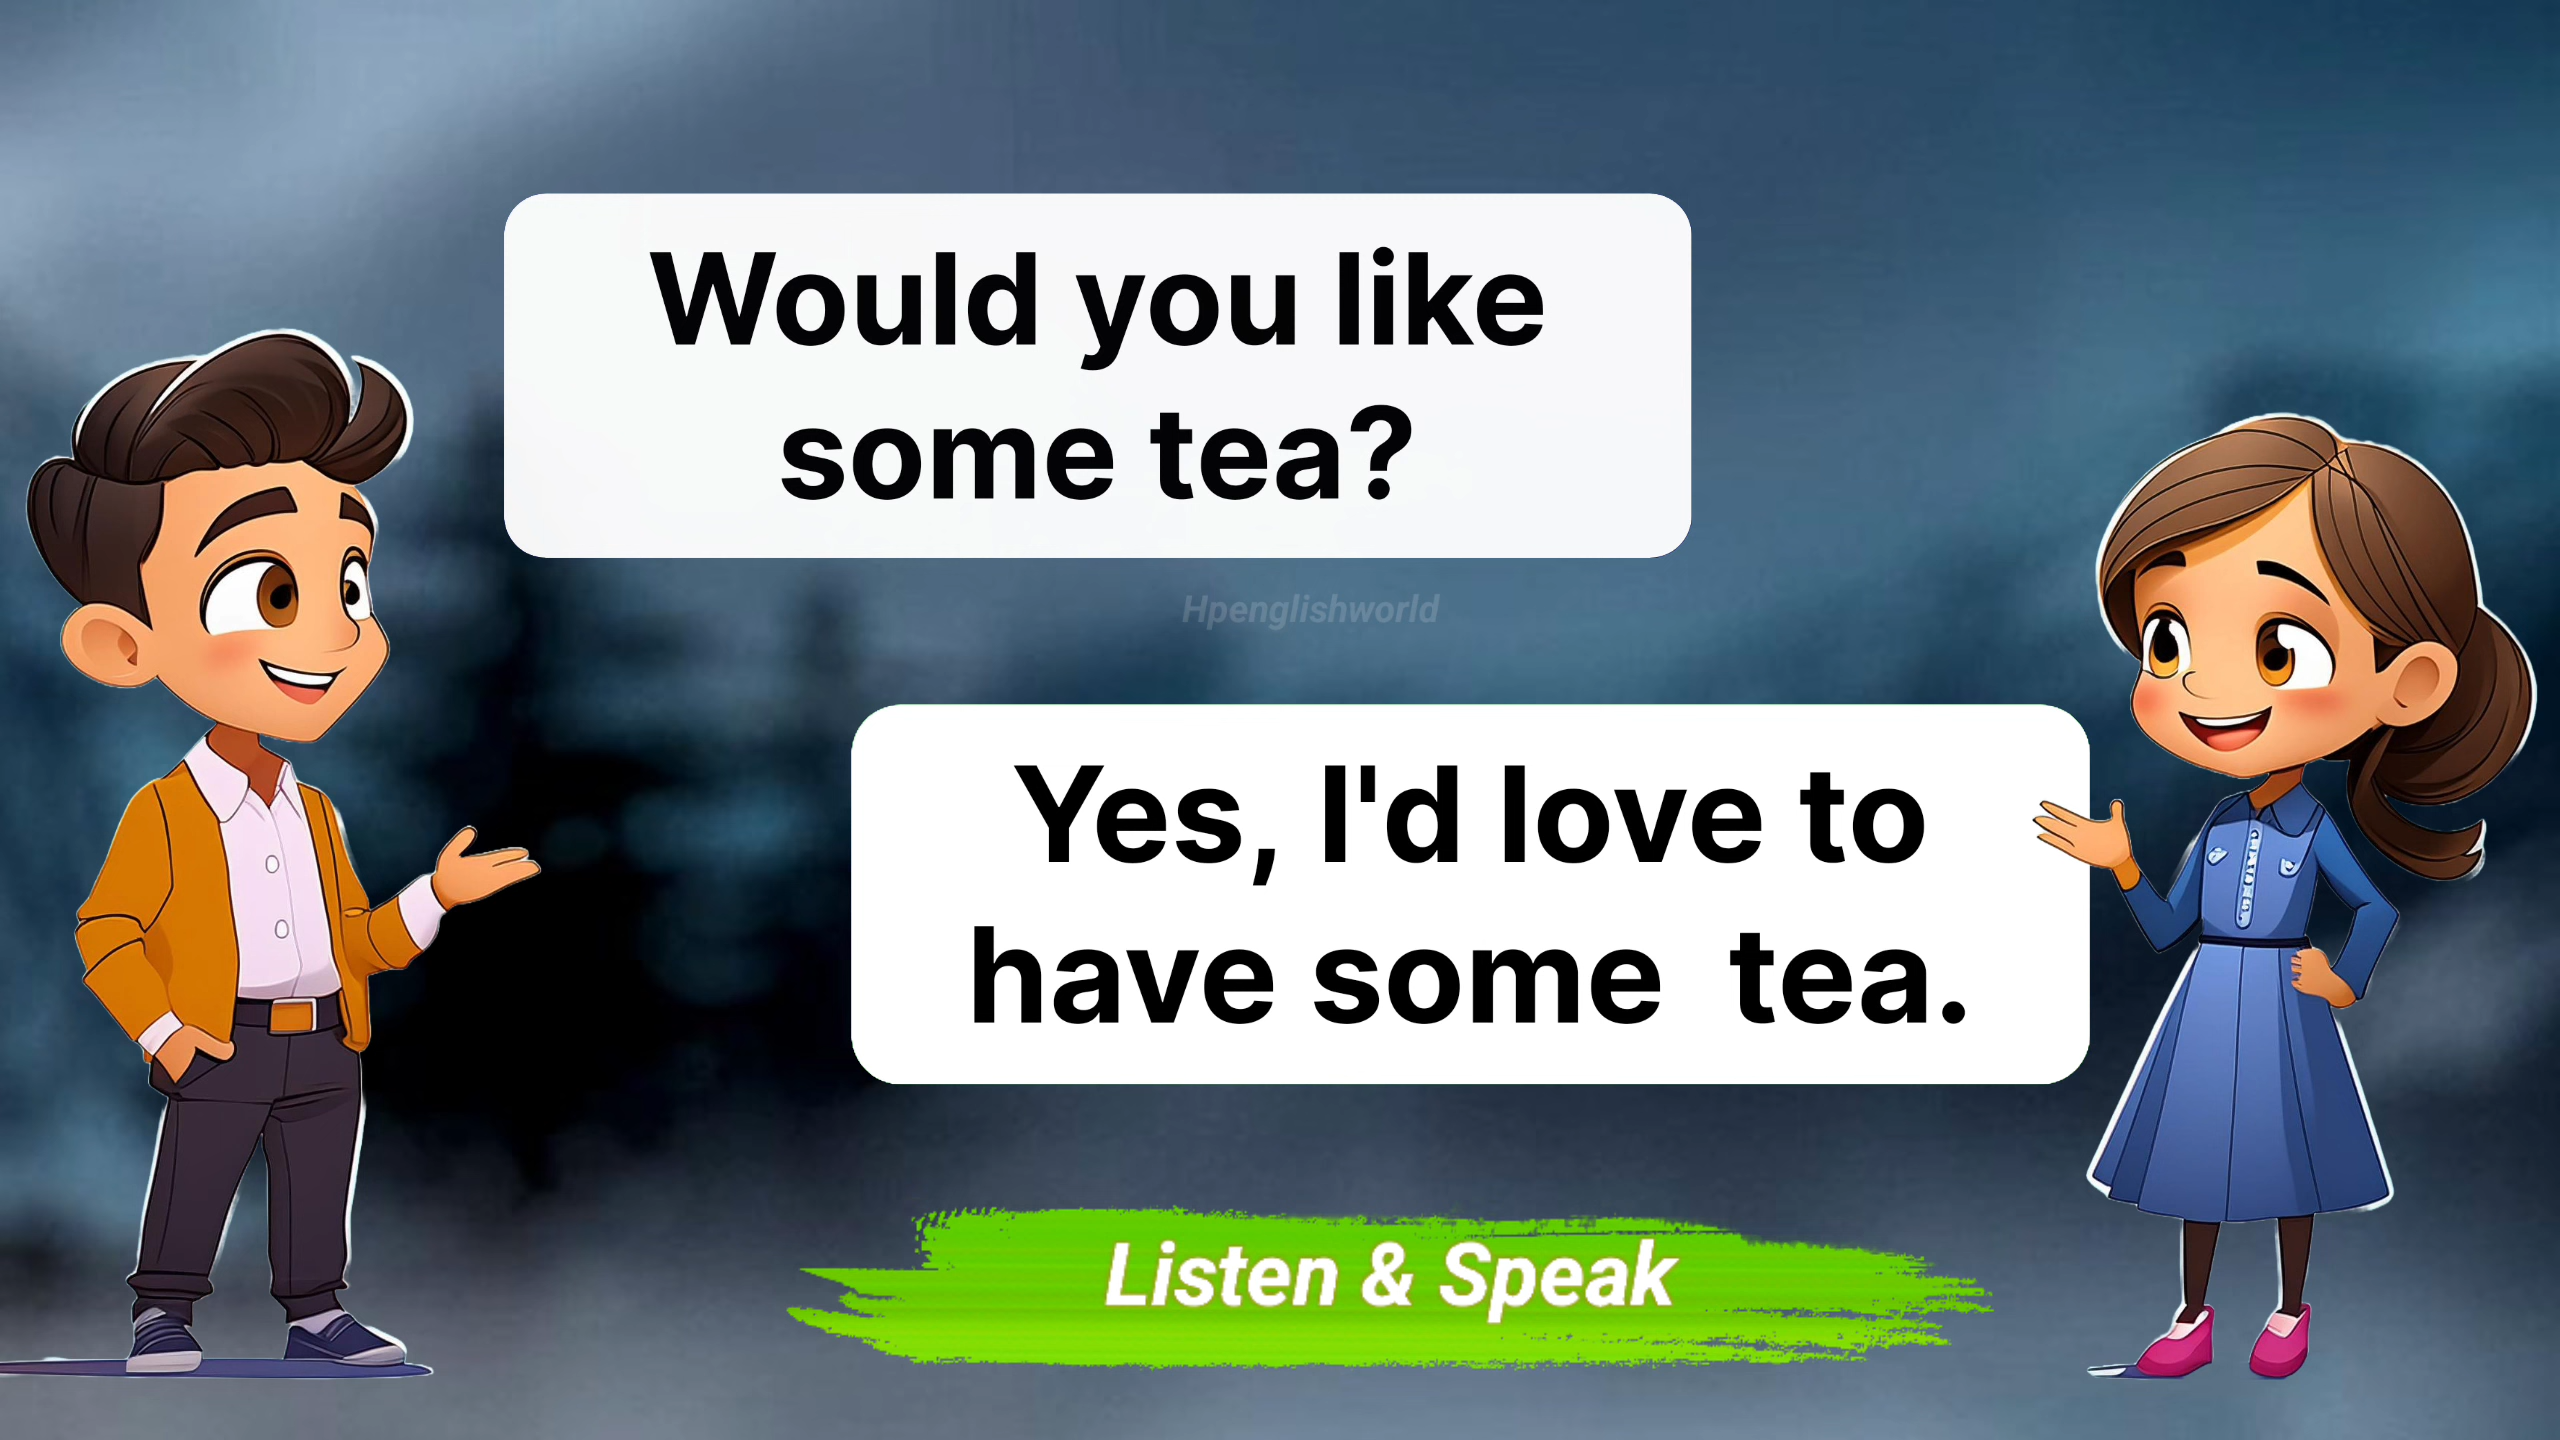 Would you like
some tea?
Hpenglishworld
Yes, I'd love to
have some  tea.
Listen & Speak